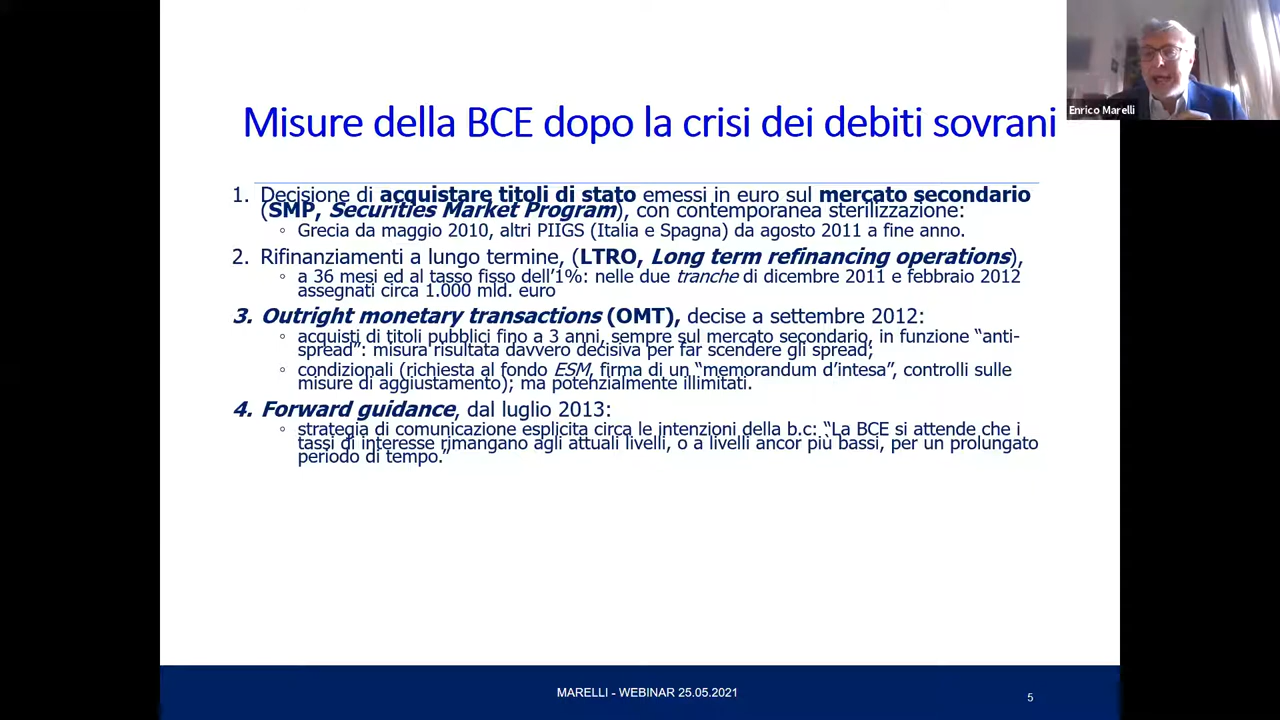 Enrico Marelli
Misure della BCE dopo la crisi dei debiti sovrani
1. Decisione di acquistare titoli di stato emessi in euro sul mercato secondario
(SMP, Securities Market Program), con contemporanea sterilizzazione:
◦ Grecia da maggio 2010, altri PIIGS (Italia e Spagna) da agosto 2011 a fine anno.
2. Rifinanziamenti a lungo termine, (LTRO, Long term refinancing operations),
◦ a 36 mesi ed al tasso fisso dell’1%: nelle due tranche di dicembre 2011 e febbraio 2012
assegnati circa 1.000 mld. euro
3. Outright monetary transactions (OMT), decise a settembre 2012:
◦ acquisti di titoli pubblici fino a 3 anni, sempre sul mercato secondario, in funzione “anti-
spread”: misura risultata davvero decisiva per far scendere gli spread;
◦ condizionali (richiesta al fondo ESM, firma di un “memorandum d’intesa”, controlli sulle
misure di aggiustamento); ma potenzialmente illimitati.
4. Forward guidance, dal luglio 2013:
◦ strategia di comunicazione esplicita circa le intenzioni della b.c: “La BCE si attende che i
tassi di interesse rimangano agli attuali livelli, o a livelli ancor più bassi, per un prolungato
periodo di tempo.”
MARELLI - WEBINAR 25.05.2021
5